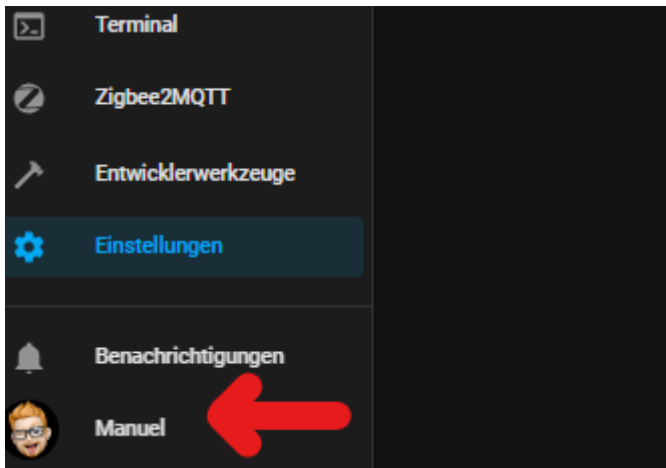 Terminal
Zigbee2MQTT
Entwicklerwerkzeuge
Einstellungen
Benachrichtigungen
Manuel